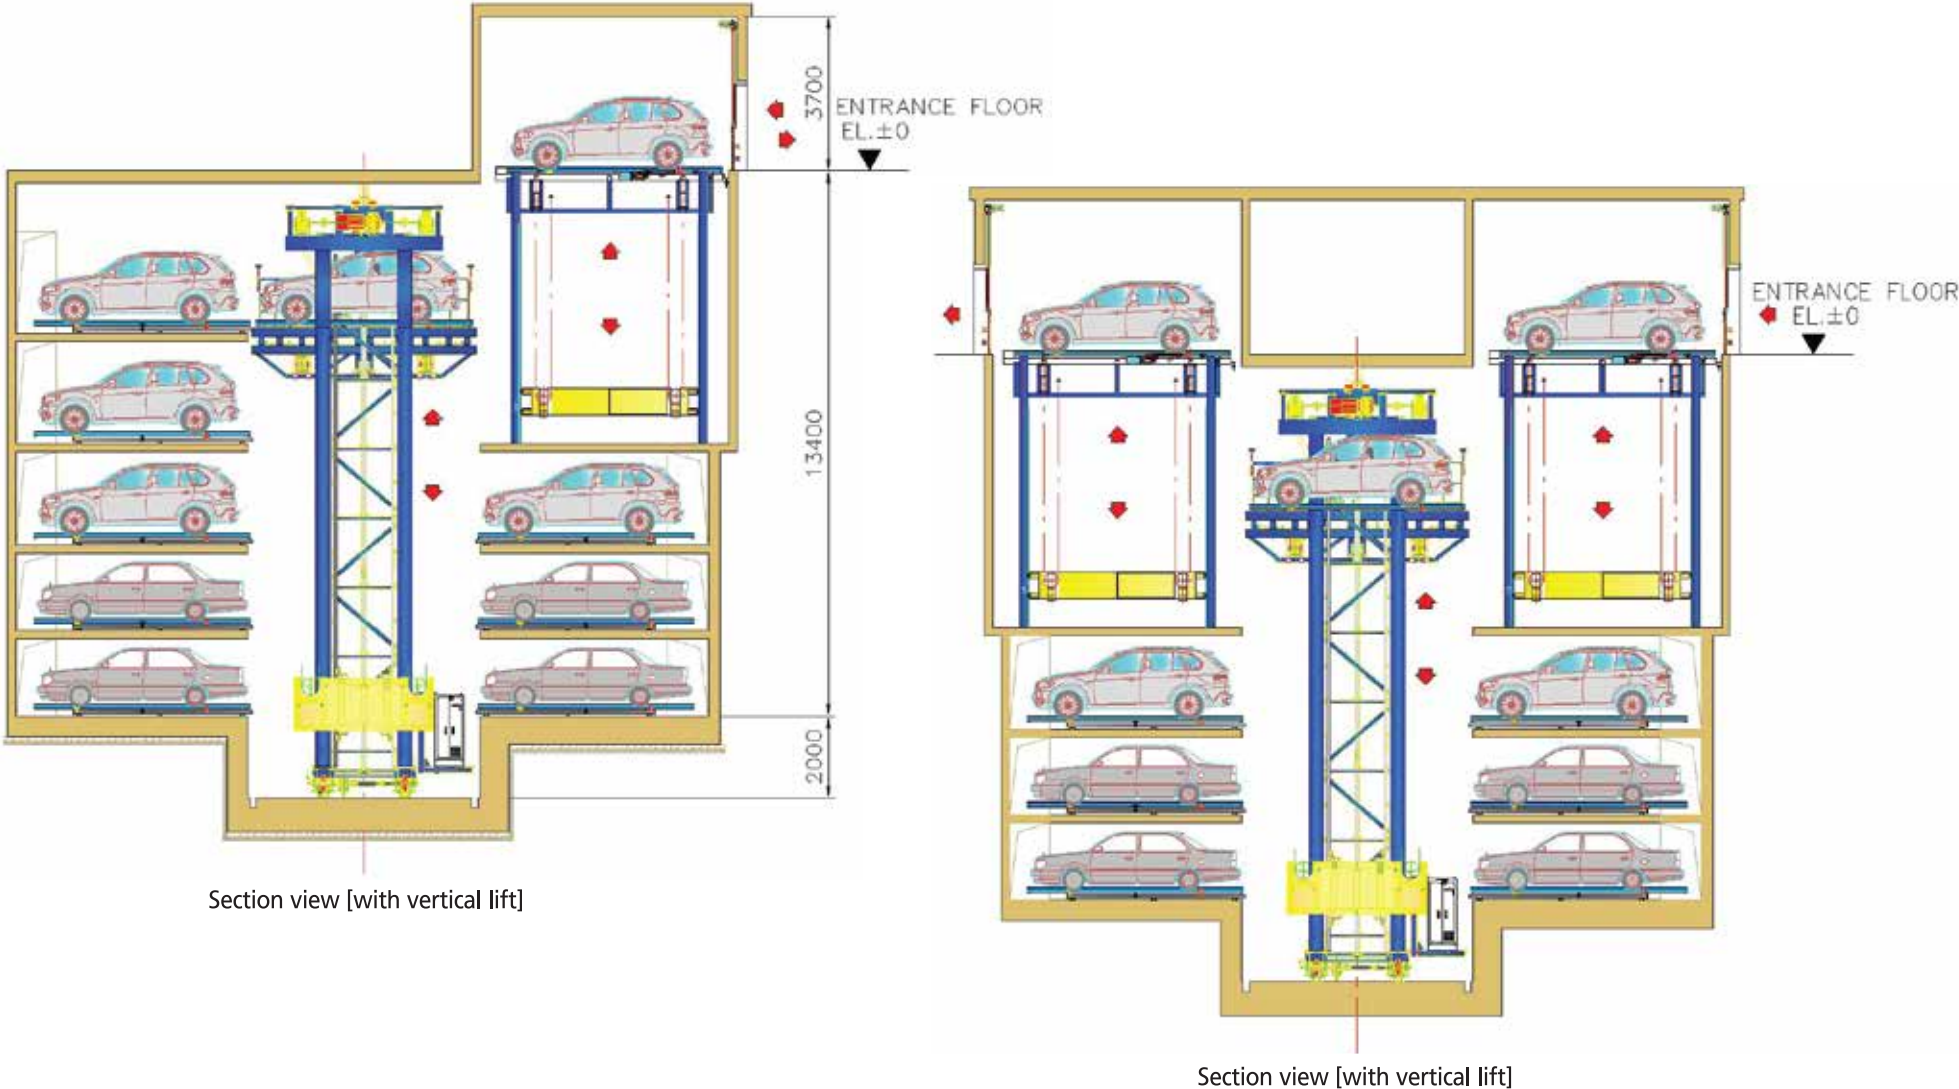 3700
ENTRANCE FLOOR
EL.±0
13400
2000
Section view [with vertical lift]
ENTRANCE FLOOR
EL.±0
Section view [with vertical lift]